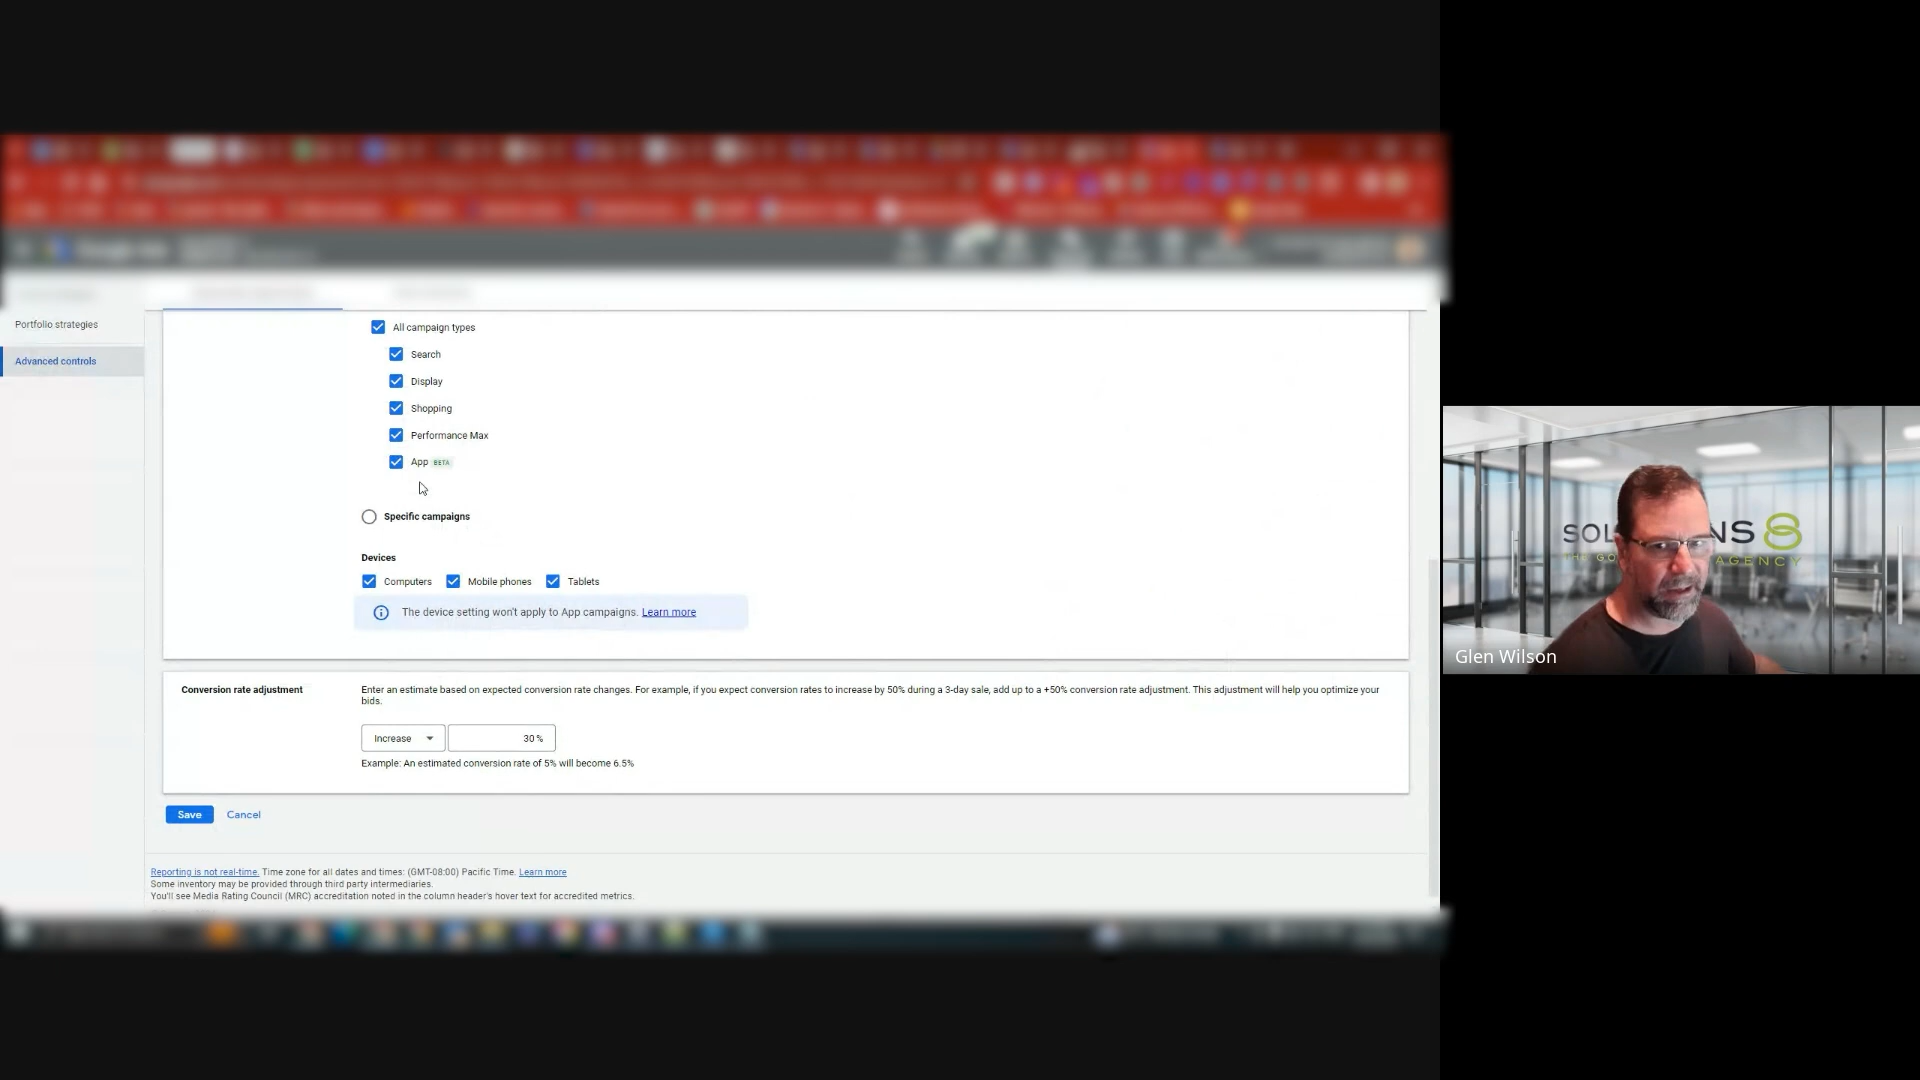 Portfolio strategies
Advanced controls
All campaign types
Search
Display
Shopping
Performance Max
App BETA
Specific campaigns
Devices
Computers Mobile phones Tablets
The device setting won't apply to App campaigns. Learn more
Conversion rate adjustment
Enter an estimate based on expected conversion rate changes. For example, if you expect conversion rates to increase by 50% during a 3-day sale, add up to a +50% conversion rate adjustment. This adjustment will help you optimize your
bids.
Increase 30 %
Example: An estimated conversion rate of 5% will become 6.5%
Save Cancel
Reporting is not real-time. Time zone for all dates and times: (GMT-08:00) Pacific Time. Learn more
Some inventory may be provided through third party intermediaries.
You'll see Media Rating Council (MRC) accreditation noted in the column header's hover text for accredited metrics.
SOL NS 8
THE GO AGENCY
Glen Wilson